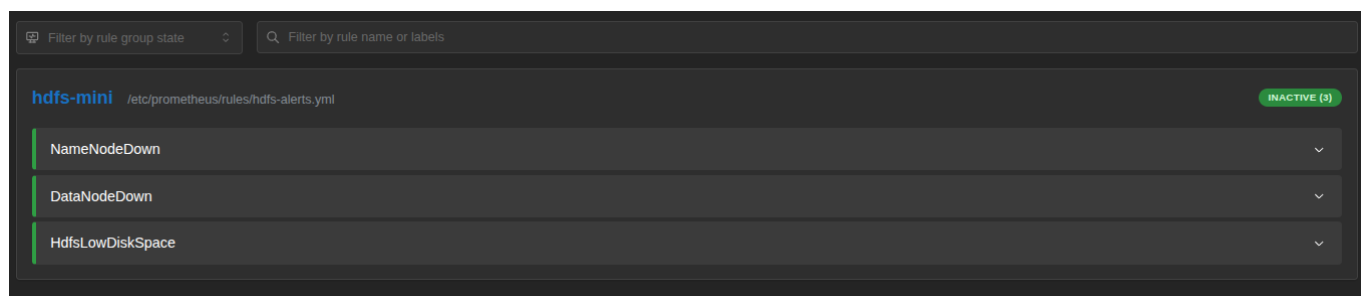 Filter by rule group state
Filter by rule name or labels
hdfs-mini /etc/prometheus/rules/hdfs-alerts.yml INACTIVE (3)
NameNodeDown
DataNodeDown
HdfsLowDiskSpace